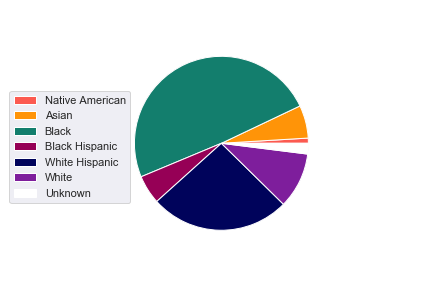 Native American
Asian
Black
Black Hispanic
White Hispanic
White
Unknown